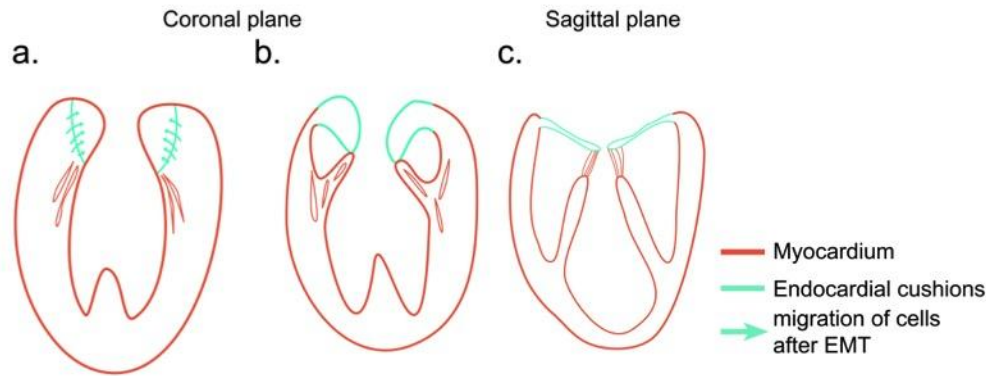 Coronal plane
Sagittal plane
a.
b.
c.
Myocardium
Endocardial cushions
migration of cells
after EMT